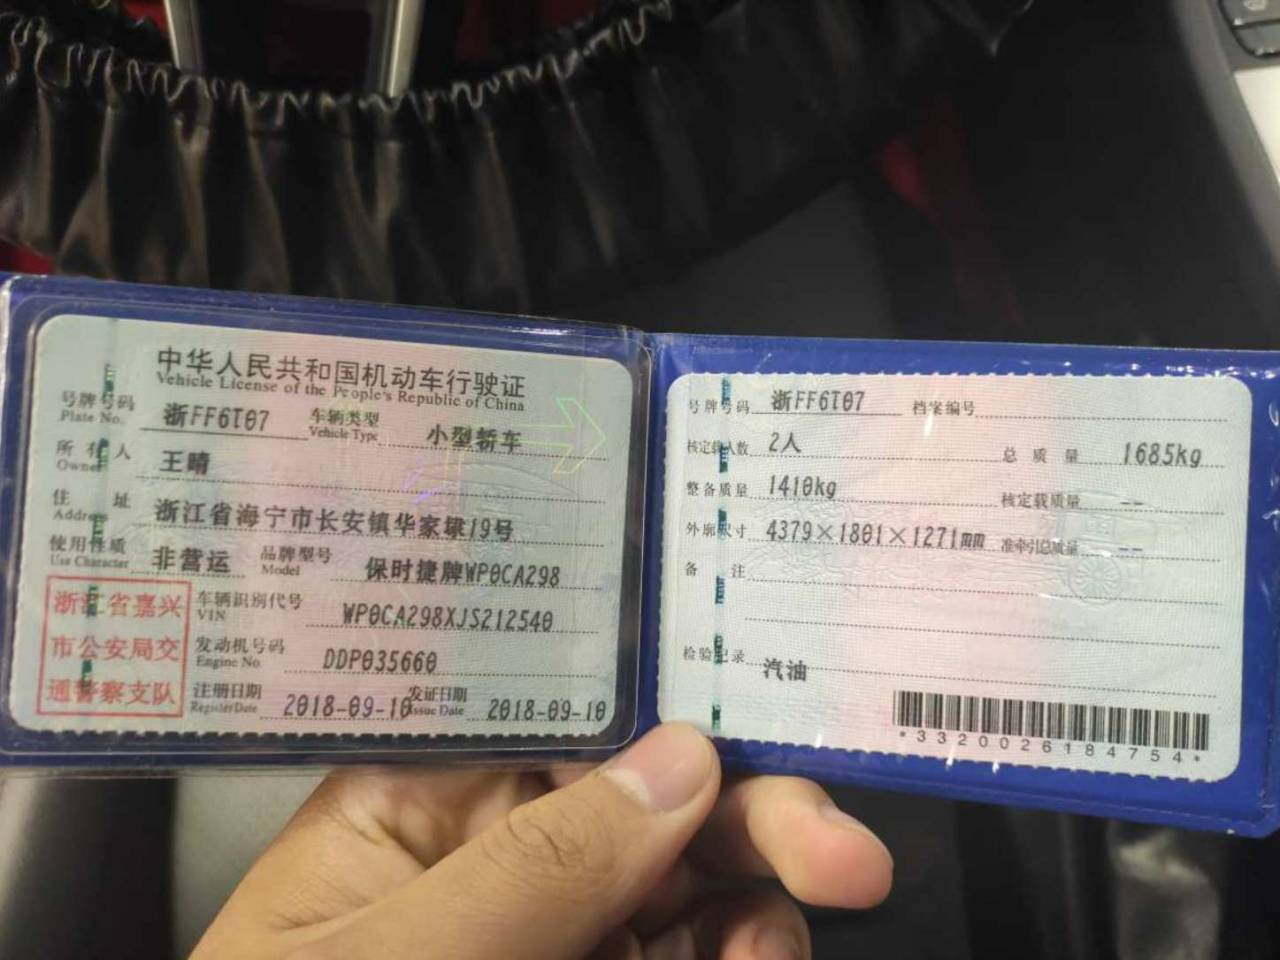 中华人民共和国机动车行驶证
Vehicle License of the People's Republic of China
号牌号码 浙FF6T07 车辆类型 小型轿车
Plate No. Vehicle Type
所有人 王晴
Owner
住址 浙江省海宁市长安镇华家埭19号
Address
使用性质 非营运 品牌型号 保时捷牌WP0CA298
Use Character Model
浙江省嘉兴
市公安局交
通警察支队
车辆识别代号 WP0CA298XJS212540
VIN
发动机号码 DDP035660
Engine No.
注册日期 2018-09-10 发证日期 2018-09-10
Register Date Issue Date
号牌号码 浙FF6T07 档案编号
核定载人数 2人 总质量 1685kg
整备质量 1410kg 核定载质量 --
外廓尺寸 4379×1801×1271mm 准牵引总质量 --
备注
检验记录 汽油
*3320026184754*